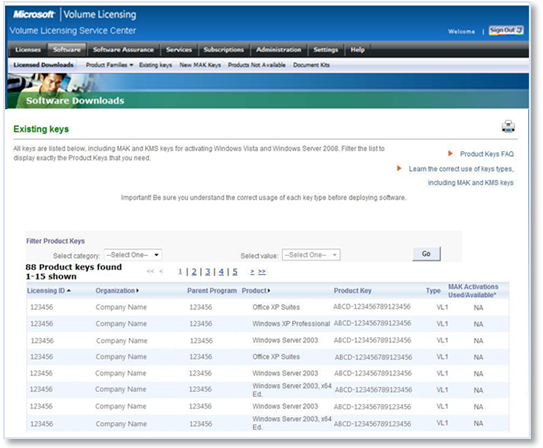 Microsoft | Volume Licensing
Volume Licensing Service Center
Welcome | Sign Out
Licenses Software Software Assurance Services Subscriptions Administration Settings Help
Licensed Downloads Product Families Existing keys New MAK Keys Products Not Available Document Kits
Software Downloads
Existing keys
All keys are listed below, including MAK and KMS keys for activating Windows Vista and Windows Server 2008. Filter the list to
display exactly the Product Keys that you need.
Product Keys FAQ
Learn the correct use of keys types,
including MAK and KMS keys
Important! Be sure you understand the correct usage of each key type before deploying software.
Filter Product Keys
Select category: --Select One-- Select value: --Select One-- Go
88 Product keys found
1-15 shown
<< < 1 | 2 | 3 | 4 | 5 > >>
Licensing ID Organization Parent Program Product Product Key Type MAK Activations
Used/Available*
123456 Company Name 123456 Office XP Suites ABCD-123456789123456 VL1 NA
123456 Company Name 123456 Windows XP Professional ABCD-123456789123456 VL1 NA
123456 Company Name 123456 Windows Server 2003 ABCD-123456789123456 VL1 NA
123456 Company Name 123456 Office XP Suites ABCD-123456789123456 VL1 NA
123456 Company Name 123456 Windows Server 2003 ABCD-123456789123456 VL1 NA
123456 Company Name 123456 Windows Server 2003, x64
Ed. ABCD-123456789123456 VL1 NA
123456 Company Name 123456 Windows Server 2003 ABCD-123456789123456 VL1 NA
123456 Company Name 123456 Windows Server 2003, x64
Ed. ABCD-123456789123456 VL1 NA